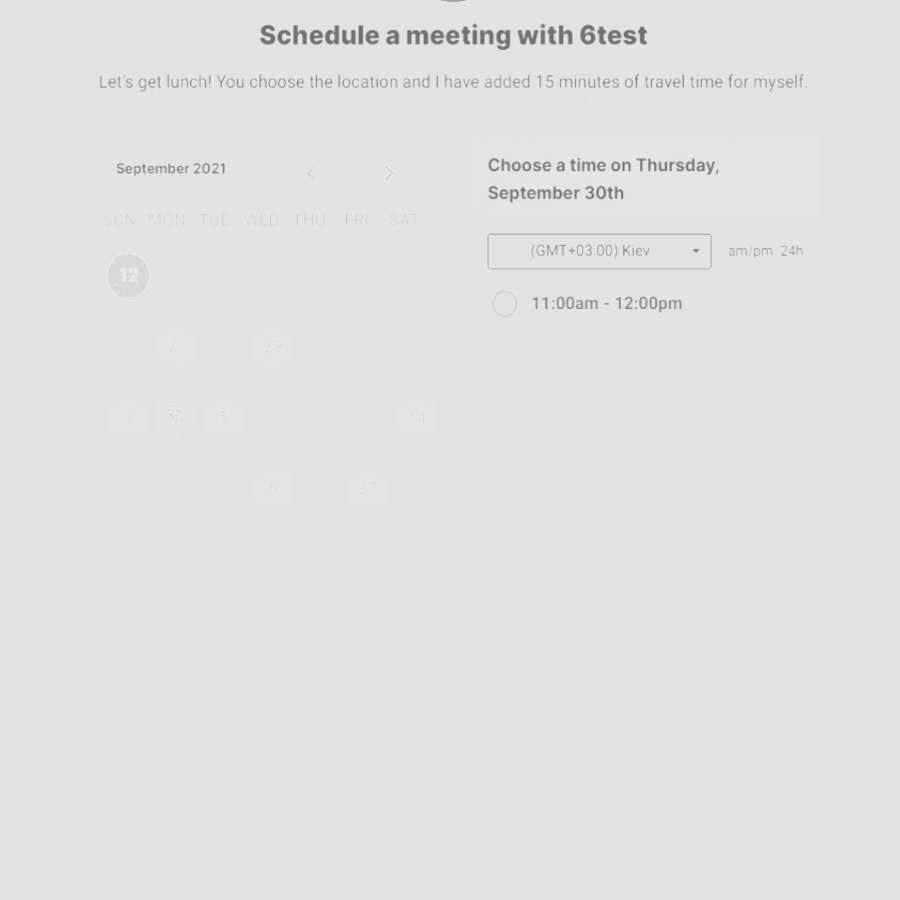 Schedule a meeting with 6test
Let's get lunch! You choose the location and I have added 15 minutes of travel time for myself.
September 2021
SUN MON TUE WED THU FRI SAT
12
29
3 5 14
6 27
Choose a time on Thursday,
September 30th
(GMT+03:00) Kiev am/pm 24h
11:00am - 12:00pm